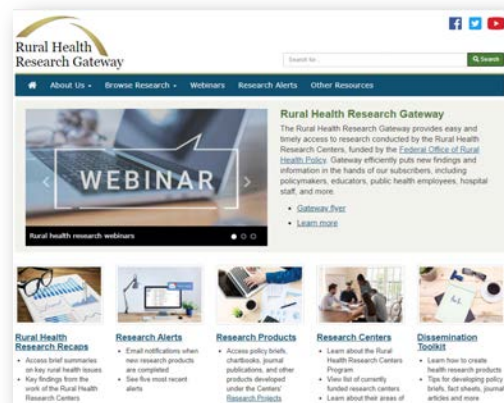 Rural Health
Research Gateway
Search for...
Search
About Us
Browse Research
Webinars
Research Alerts
Other Resources
WEBINAR
Rural health research webinars
Rural Health Research Gateway
The Rural Health Research Gateway provides easy and
timely access to research conducted by the Rural Health
Research Centers, funded by the Federal Office of Rural
Health Policy. Gateway efficiently puts new findings and
information in the hands of our subscribers, including
policymakers, educators, public health employees, hospital
staff, and more.
• Gateway flyer
• Learn more
Rural Health
Research Recaps
• Access brief summaries
on key rural health issues
• Key findings from the
work of the Rural Health
Research Centers
Research Alerts
• Email notifications when
new research products
are completed
• See five most recent
alerts
Research Products
• Access policy briefs,
chartbooks, journal
publications, and other
products developed
under the Centers'
Research Projects
Research Centers
• Learn about the Rural
Health Research Centers
Program
• View list of currently
funded research centers
• Learn about their areas of
Dissemination
Toolkit
• Learn how to create
health research products
• Tips for developing policy
briefs, fact sheets, journal
articles and more